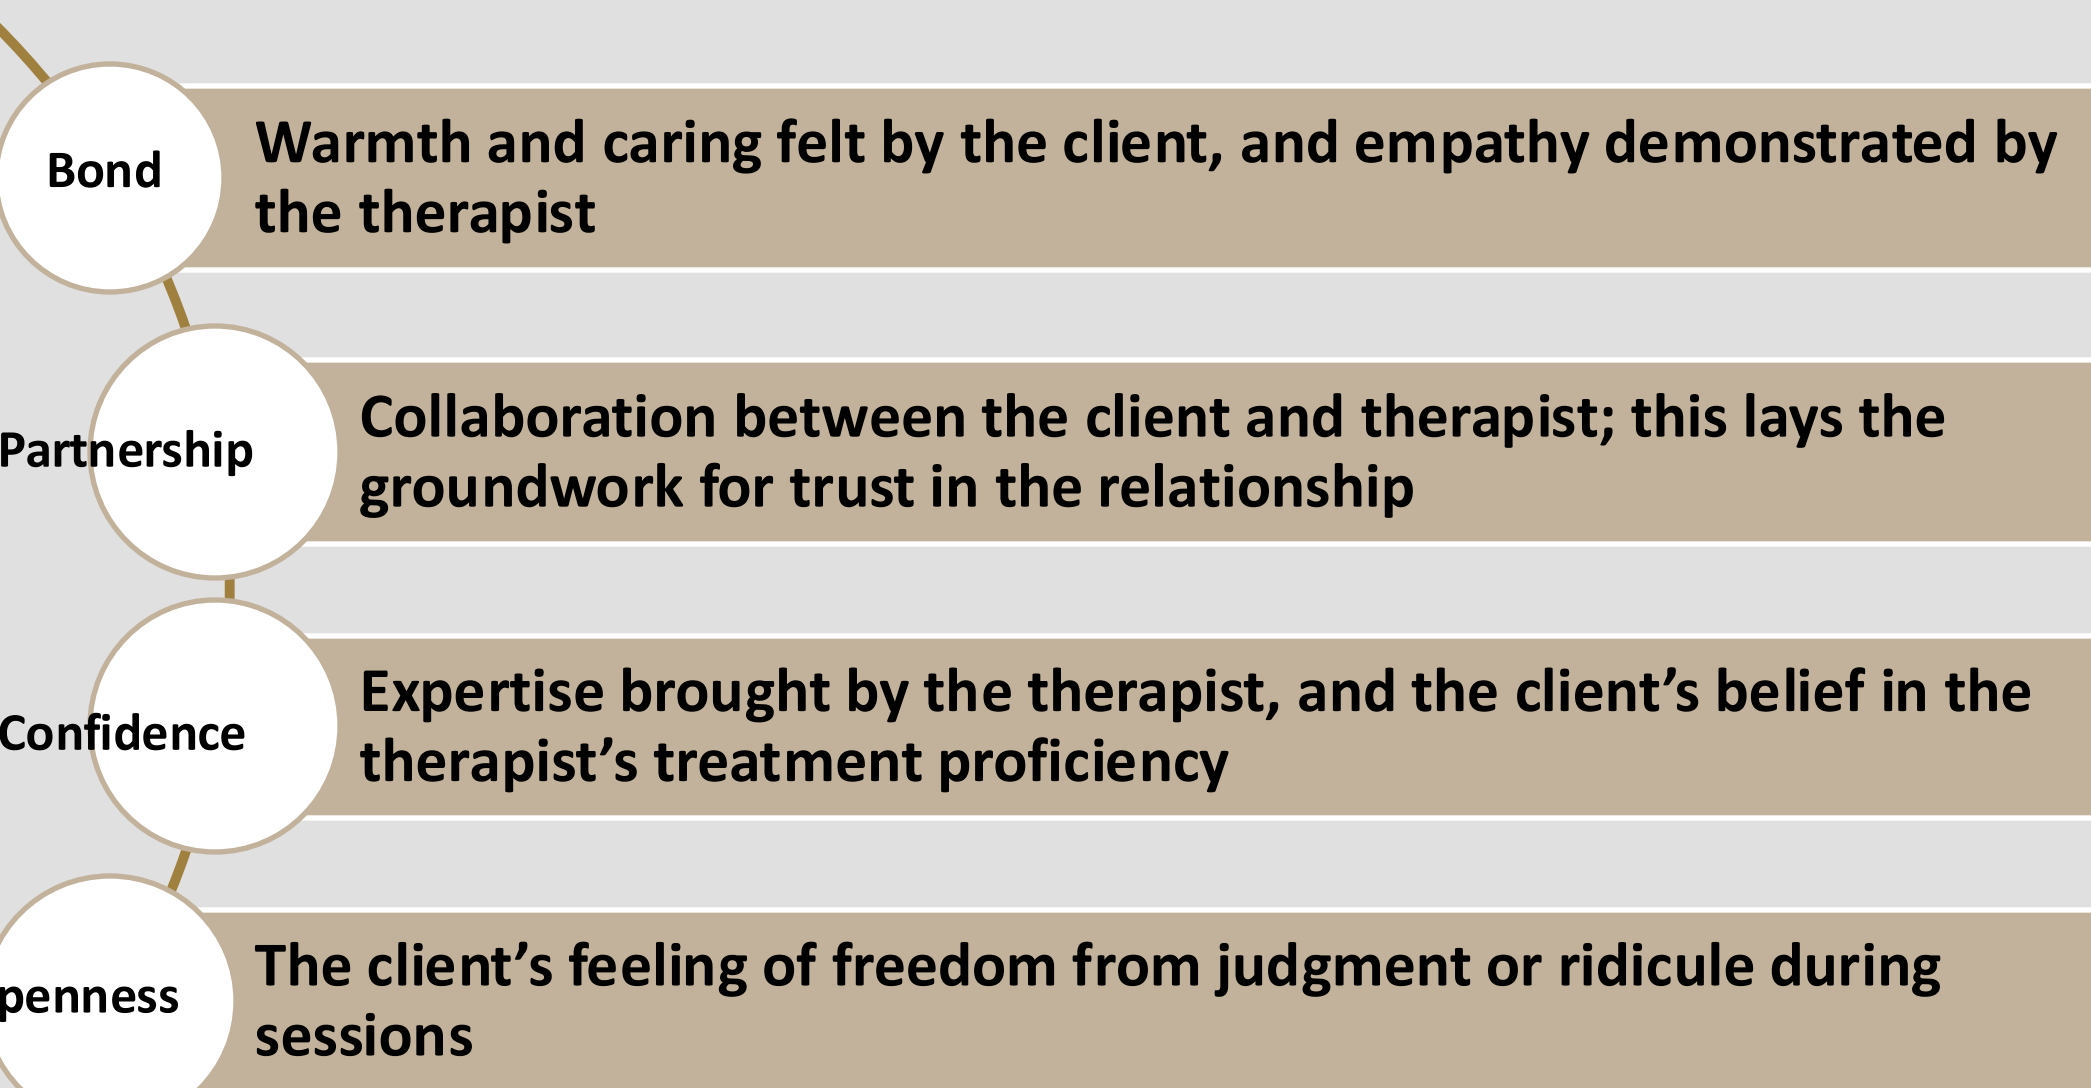 Bond
Warmth and caring felt by the client, and empathy demonstrated by
the therapist
Partnership
Collaboration between the client and therapist; this lays the
groundwork for trust in the relationship
Confidence
Expertise brought by the therapist, and the client’s belief in the
therapist’s treatment proficiency
penness
The client’s feeling of freedom from judgment or ridicule during
sessions